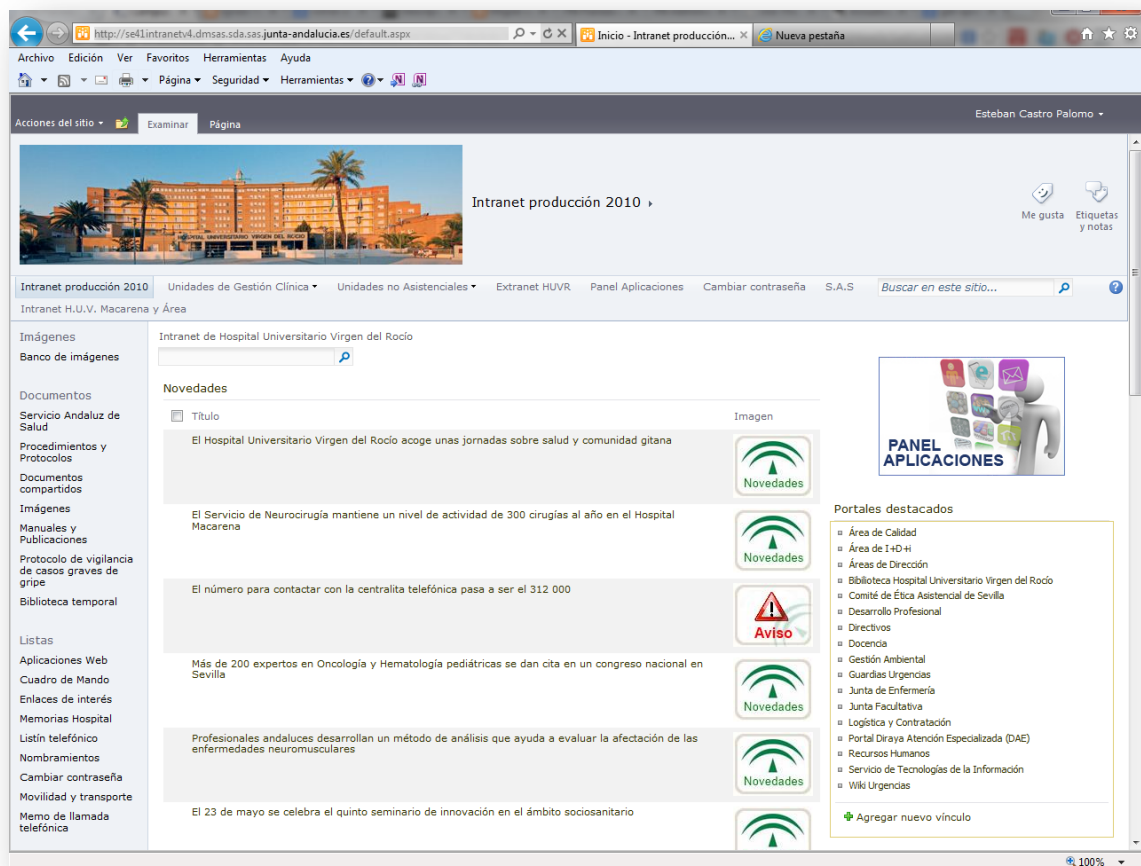 http://se41intranetv4.dmsas.sda.sas.junta-andalucia.es/default.aspx
Inicio - Intranet producción...
Nueva pestaña
Archivo Edición Ver Favoritos Herramientas Ayuda
Página Seguridad Herramientas
Esteban Castro Palomo
Acciones del sitio Examinar Página
HOSPITAL UNIVERSITARIO VIRGEN DEL ROCIO
Intranet producción 2010
Me gusta
Etiquetas
y notas
Intranet producción 2010 Unidades de Gestión Clínica Unidades no Asistenciales Extranet HUVR Panel Aplicaciones Cambiar contraseña S.A.S Buscar en este sitio...
Intranet H.U.V. Macarena y Área
Imágenes
Banco de imágenes
Documentos
Servicio Andaluz de
Salud
Procedimientos y
Protocolos
Documentos
compartidos
Imágenes
Manuales y
Publicaciones
Protocolo de vigilancia
de casos graves de
gripe
Biblioteca temporal
Listas
Aplicaciones Web
Cuadro de Mando
Enlaces de interés
Memorias Hospital
Listín telefónico
Nombramientos
Cambiar contraseña
Movilidad y transporte
Memo de llamada
telefónica
Intranet de Hospital Universitario Virgen del Rocío
Novedades
Título Imagen
El Hospital Universitario Virgen del Rocío acoge unas jornadas sobre salud y comunidad gitana
Novedades
El Servicio de Neurocirugía mantiene un nivel de actividad de 300 cirugías al año en el Hospital
Macarena
Novedades
El número para contactar con la centralita telefónica pasa a ser el 312 000
Aviso
Más de 200 expertos en Oncología y Hematología pediátricas se dan cita en un congreso nacional en
Sevilla
Novedades
Profesionales andaluces desarrollan un método de análisis que ayuda a evaluar la afectación de las
enfermedades neuromusculares
Novedades
El 23 de mayo se celebra el quinto seminario de innovación en el ámbito sociosanitario
PANEL
APLICACIONES
Portales destacados
Área de Calidad
Área de I+D+i
Áreas de Dirección
Bibilioteca Hospital Universitario Virgen del Rocío
Comité de Ética Asistencial de Sevilla
Desarrollo Profesional
Directivos
Docencia
Gestión Ambiental
Guardias Urgencias
Junta de Enfermería
Junta Facultativa
Logística y Contratación
Portal Diraya Atención Especializada (DAE)
Recursos Humanos
Servicio de Tecnologías de la Información
Wiki Urgencias
Agregar nuevo vínculo
100%